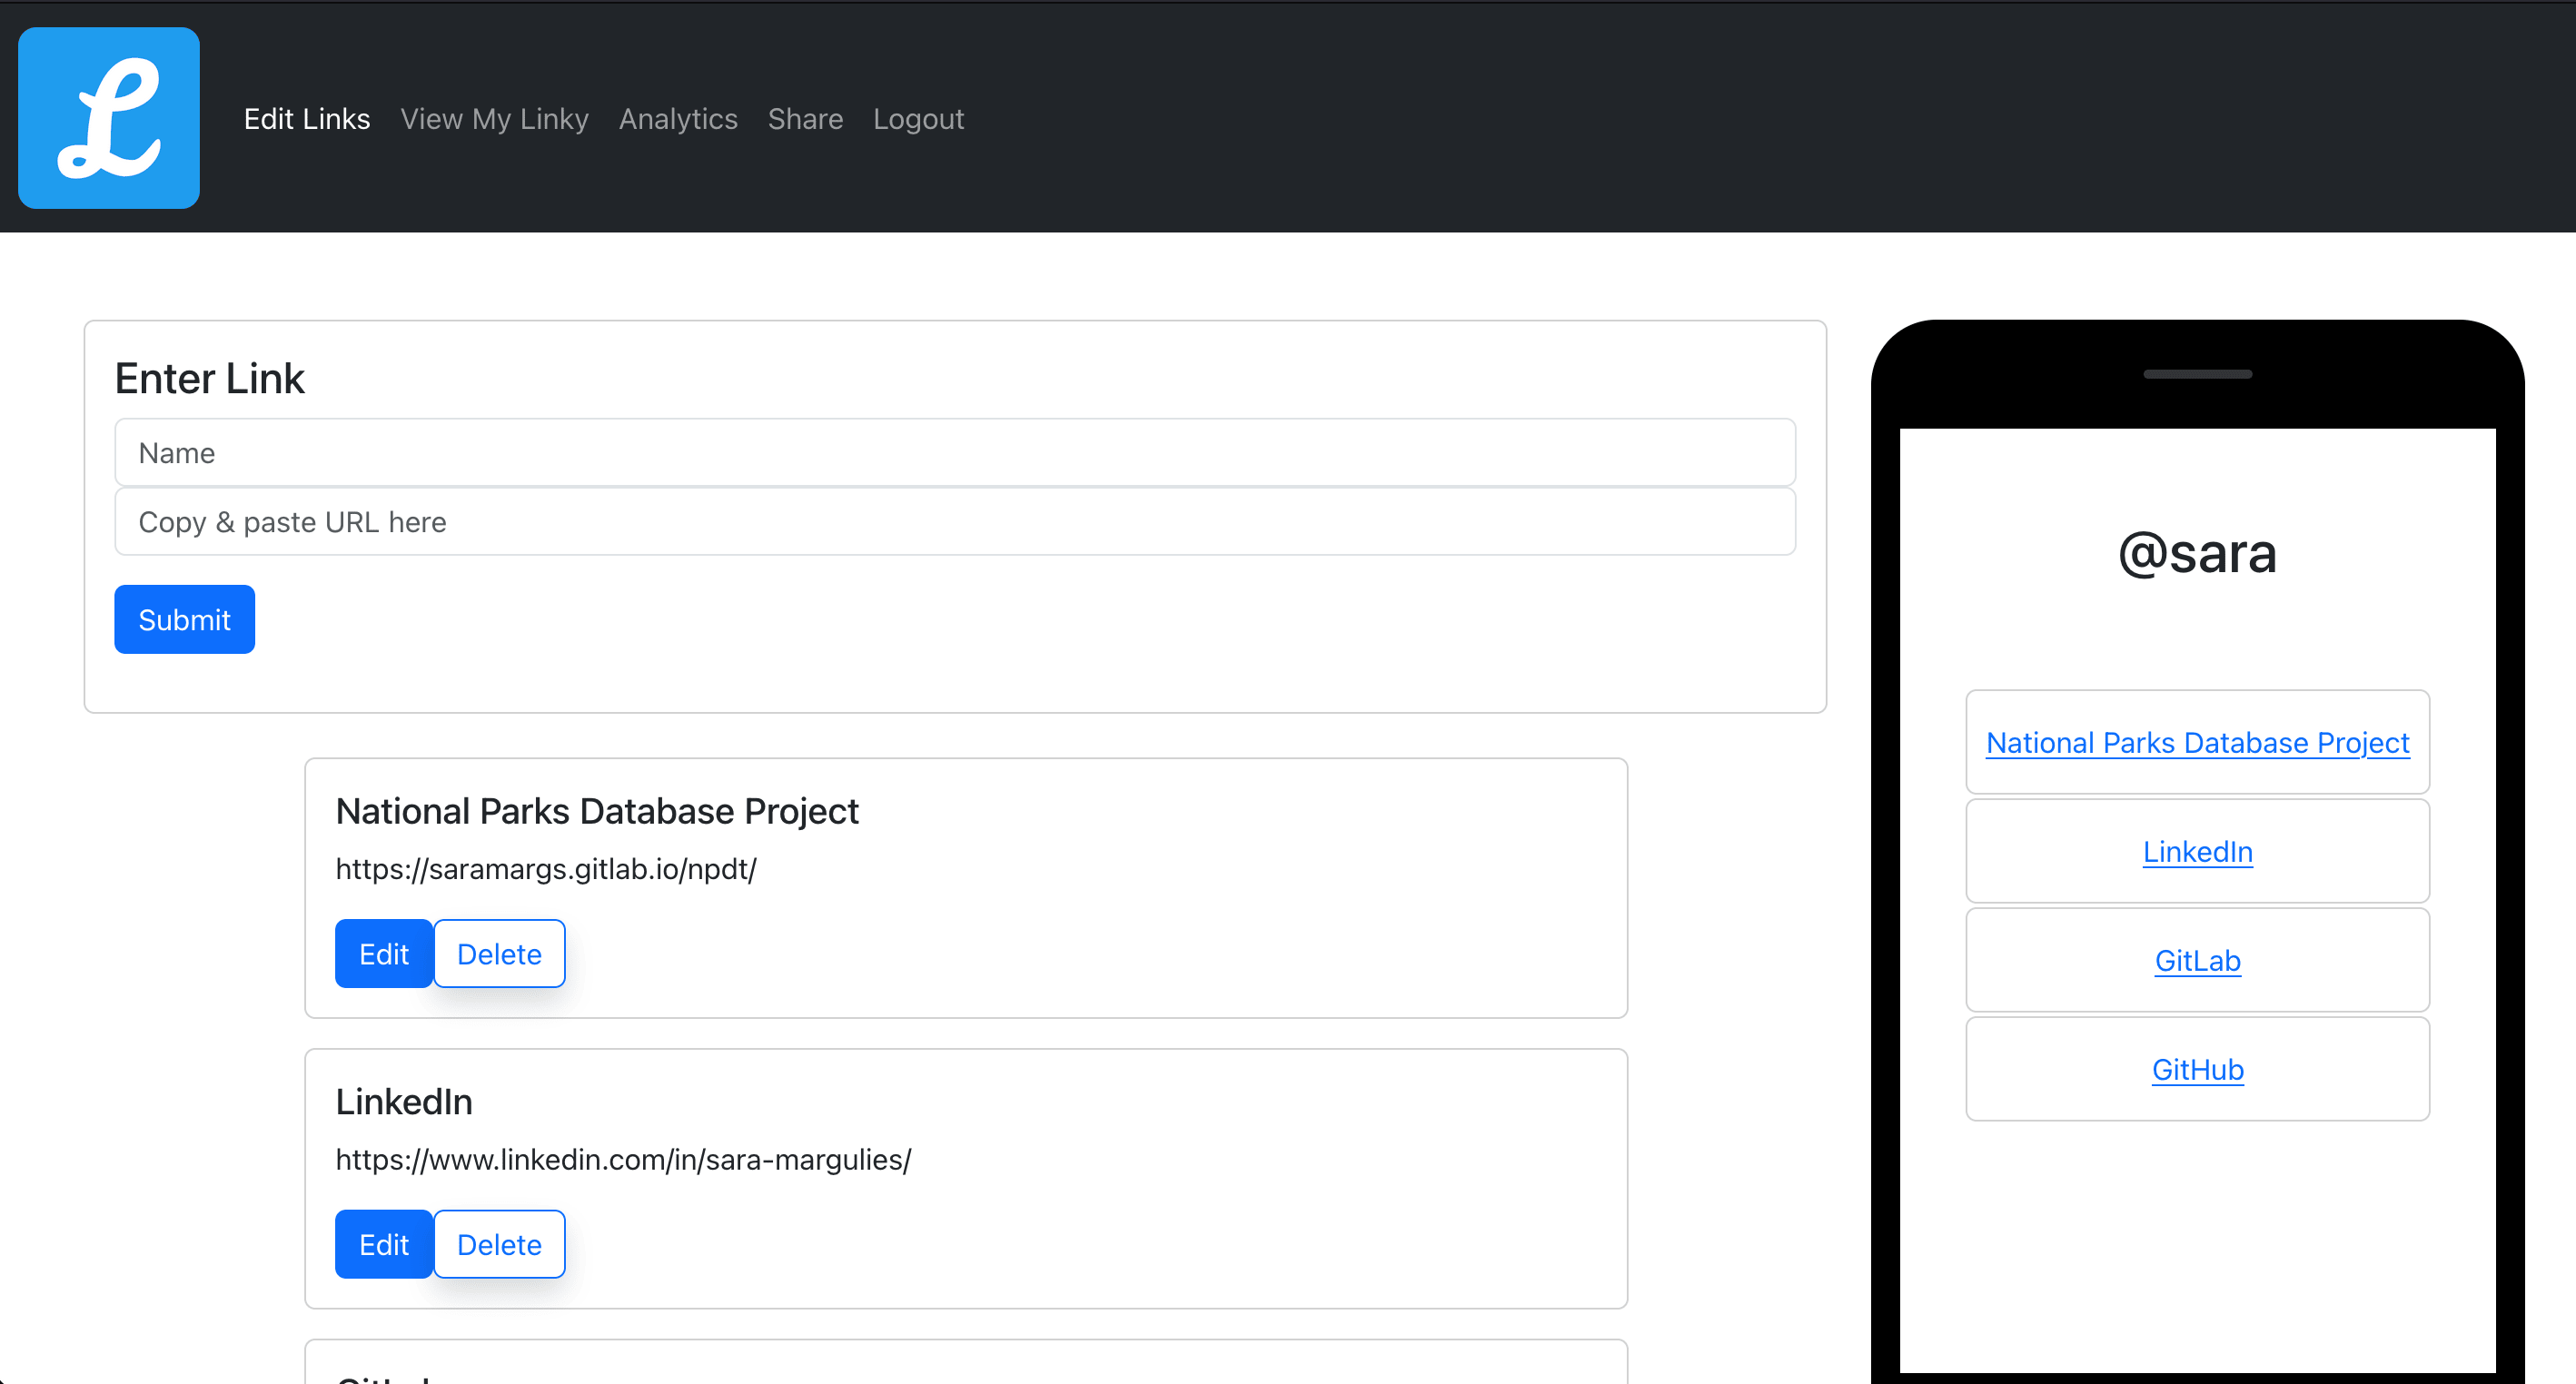 L
Edit Links View My Linky Analytics Share Logout
Enter Link
Name
Copy & paste URL here
Submit
National Parks Database Project
https://saramargs.gitlab.io/npdt/
Edit Delete
LinkedIn
https://www.linkedin.com/in/sara-margulies/
Edit Delete
@sara
National Parks Database Project
LinkedIn
GitLab
GitHub